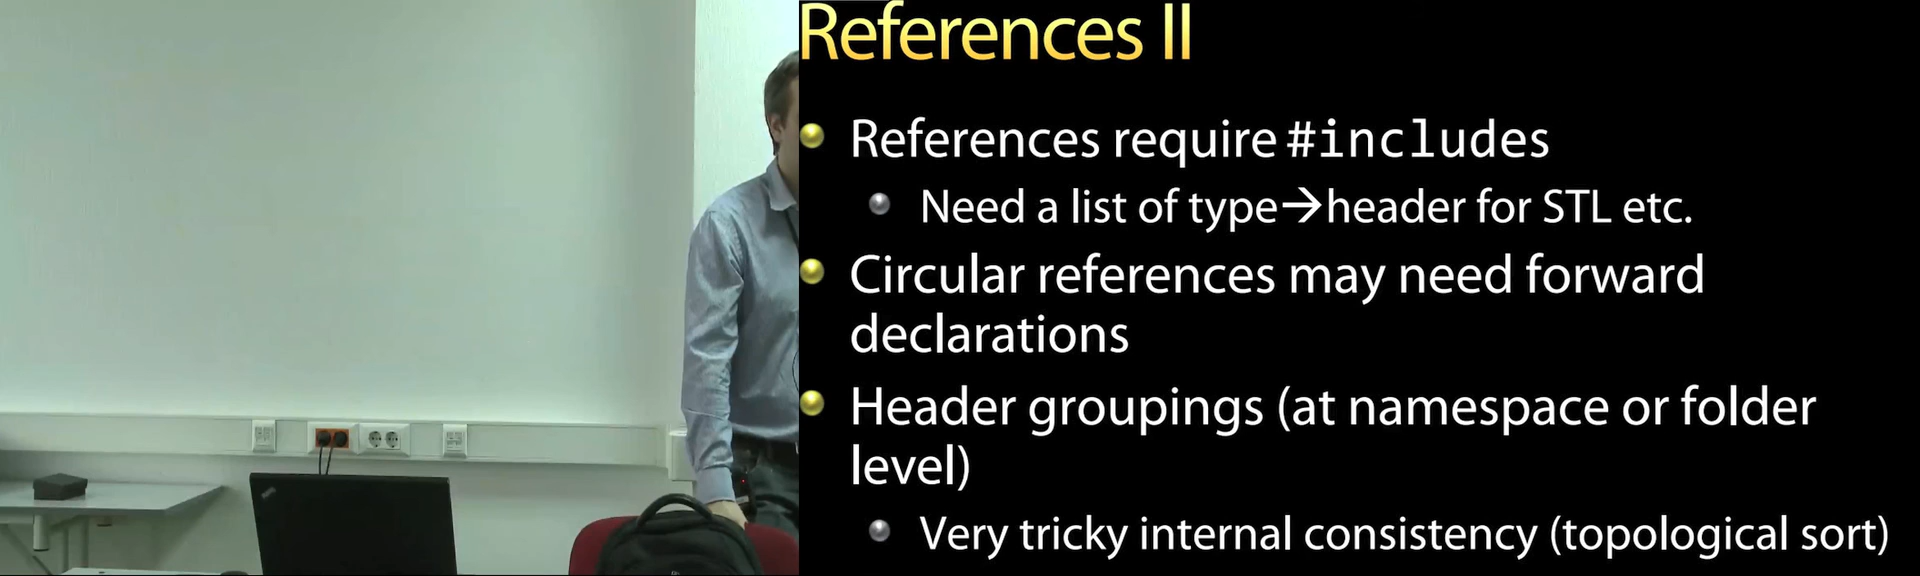 References II
References require #includes
Need a list of type→header for STL etc.
Circular references may need forward
declarations
Header groupings (at namespace or folder
level)
Very tricky internal consistency (topological sort)